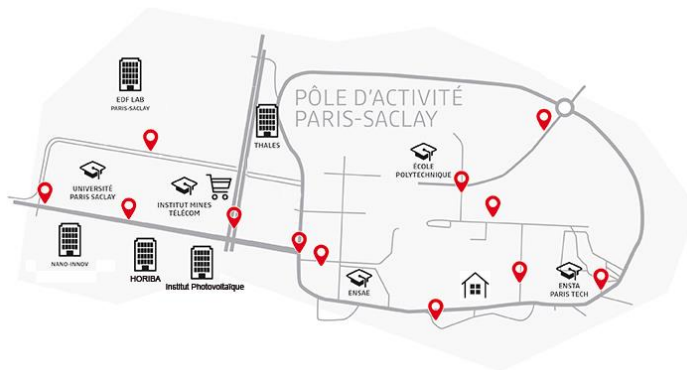 PÔLE D'ACTIVITÉ
PARIS-SACLAY
EDF LAB
PARIS-SACLAY
THALES
ÉCOLE
POLYTECHNIQUE
UNIVERSITÉ
PARIS SACLAY
INSTITUT MINES
TÉLÉCOM
NANO-INNOV
HORIBA
Institut Photovoltaïque
ENSAE
ENSTA
PARIS TECH